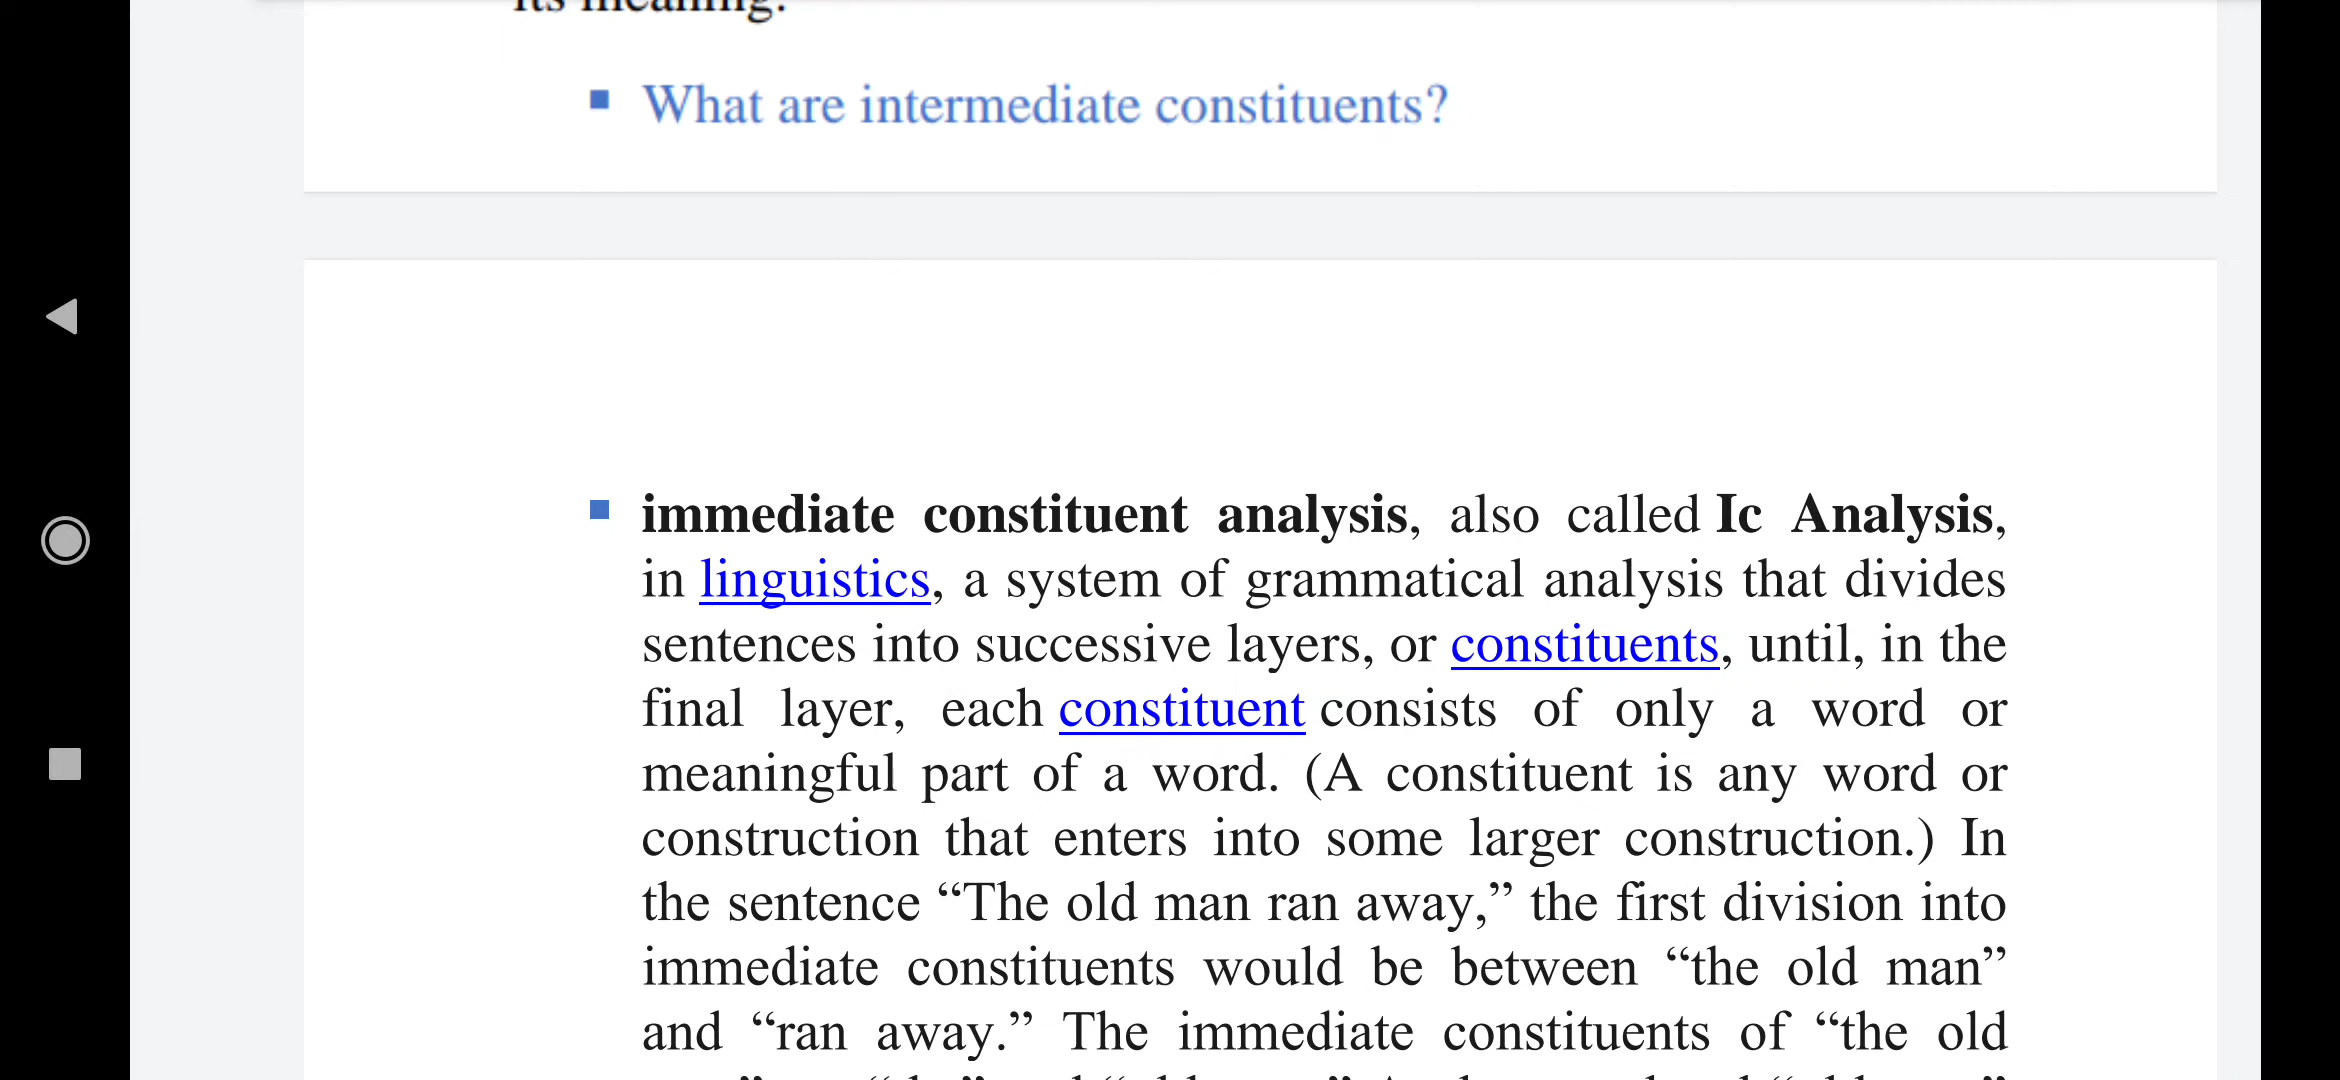 its meaning.
What are intermediate constituents?
immediate constituent analysis, also called Ic Analysis,
in linguistics, a system of grammatical analysis that divides
sentences into successive layers, or constituents, until, in the
final layer, each constituent consists of only a word or
meaningful part of a word. (A constituent is any word or
construction that enters into some larger construction.) In
the sentence “The old man ran away,” the first division into
immediate constituents would be between “the old man”
and “ran away.” The immediate constituents of “the old